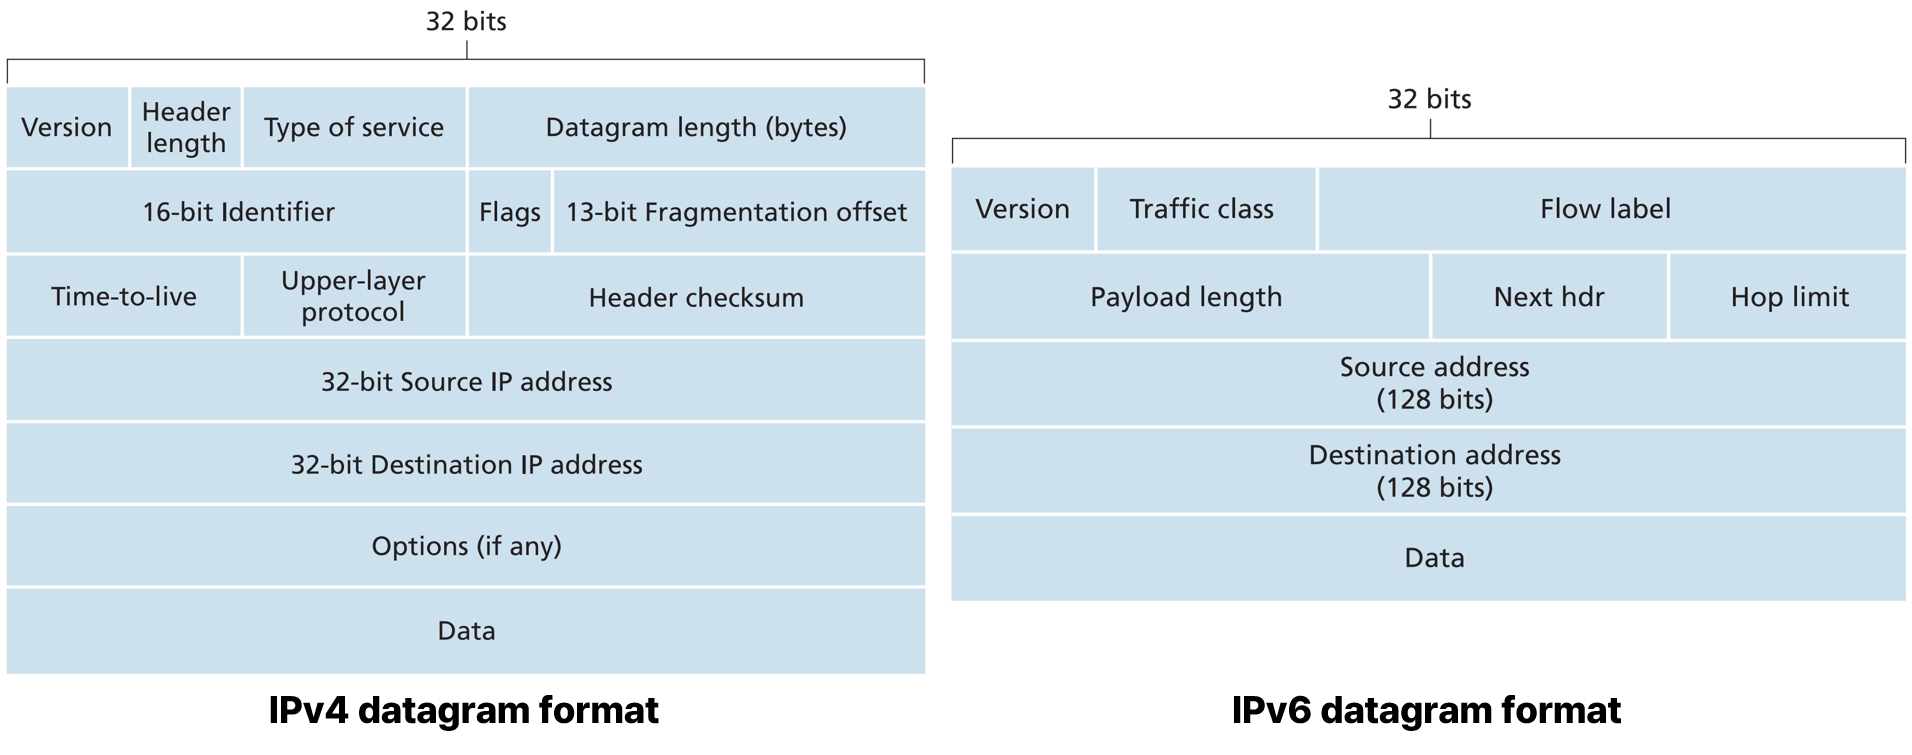 32 bits
Version
Header
length
Type of service
Datagram length (bytes)
16-bit Identifier
Flags
13-bit Fragmentation offset
Time-to-live
Upper-layer
protocol
Header checksum
32-bit Source IP address
32-bit Destination IP address
Options (if any)
Data
IPv4 datagram format
32 bits
Version
Traffic class
Flow label
Payload length
Next hdr
Hop limit
Source address
(128 bits)
Destination address
(128 bits)
Data
IPv6 datagram format